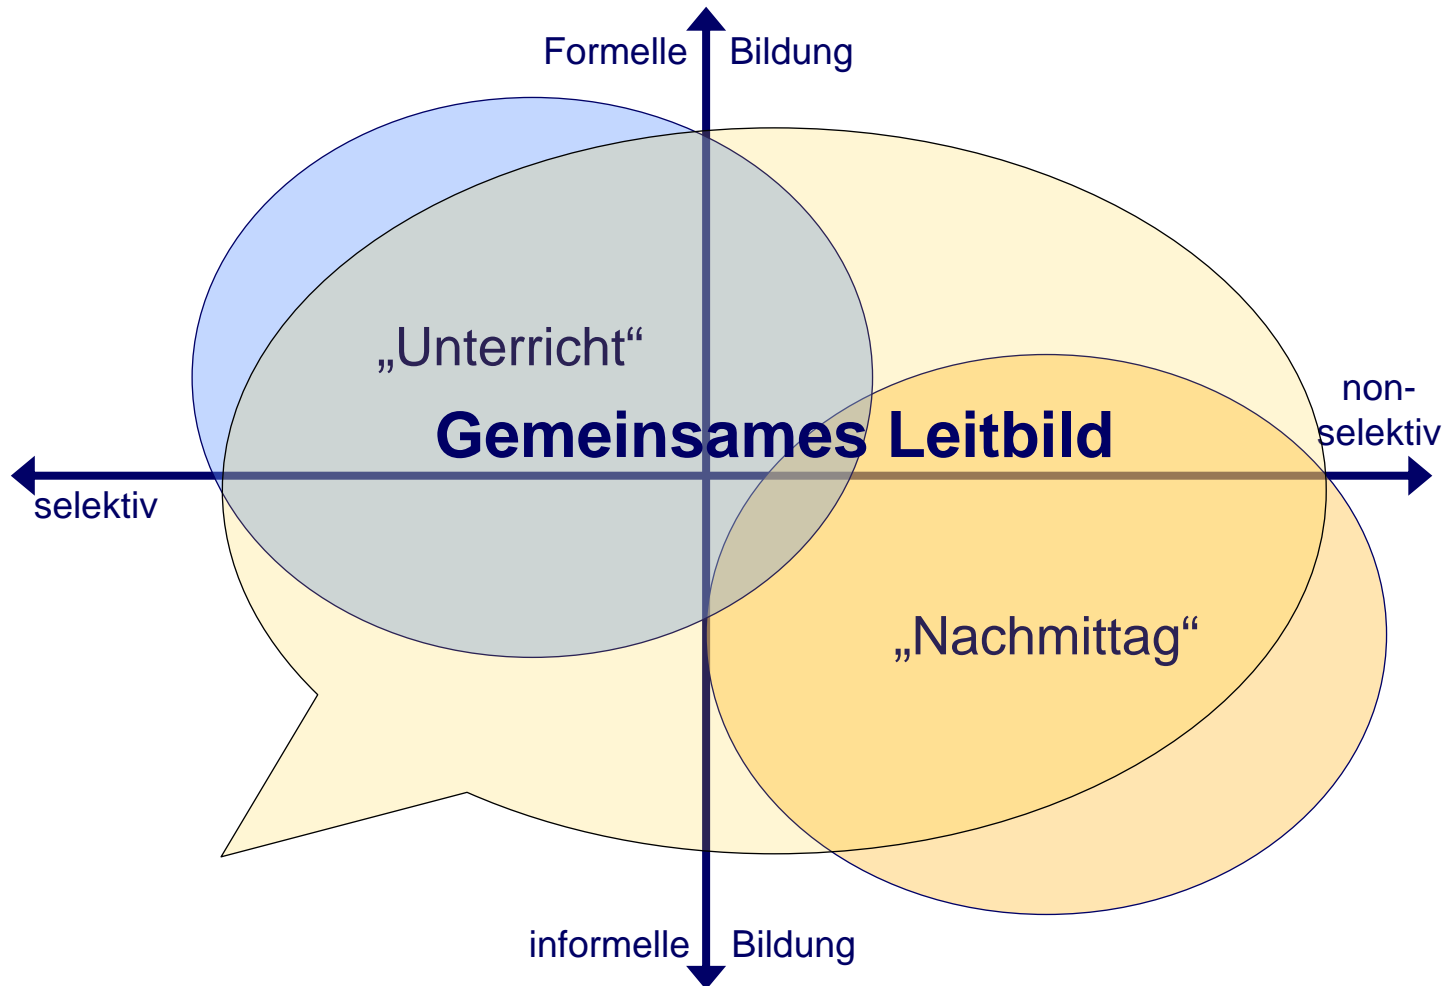 Formelle Bildung
„Unterricht“
non-
selektiv
Gemeinsames Leitbild
selektiv
„Nachmittag“
informelle Bildung